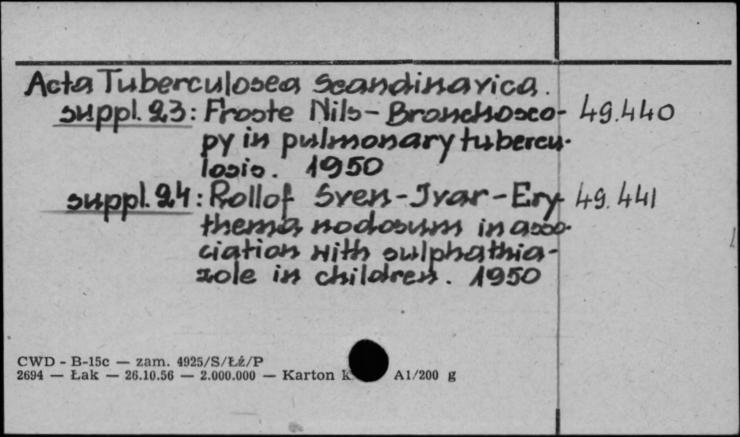 Acta Tuberculosea Scandinavica.
suppl. 23: Froste Nils - Bronchosco- 49.440
py in pulmonary tubercu-
losis. 1950
suppl. 24: Rollof Sven-Ivar - Ery- 49.441
thema nodosum in asso-
ciation with sulphathia-
zole in children. 1950
CWD - B-15c — zam. 4925/S/Łź/P
2694 — Łak — 26.10.56 — 2.000.000 — Karton A1/200 g